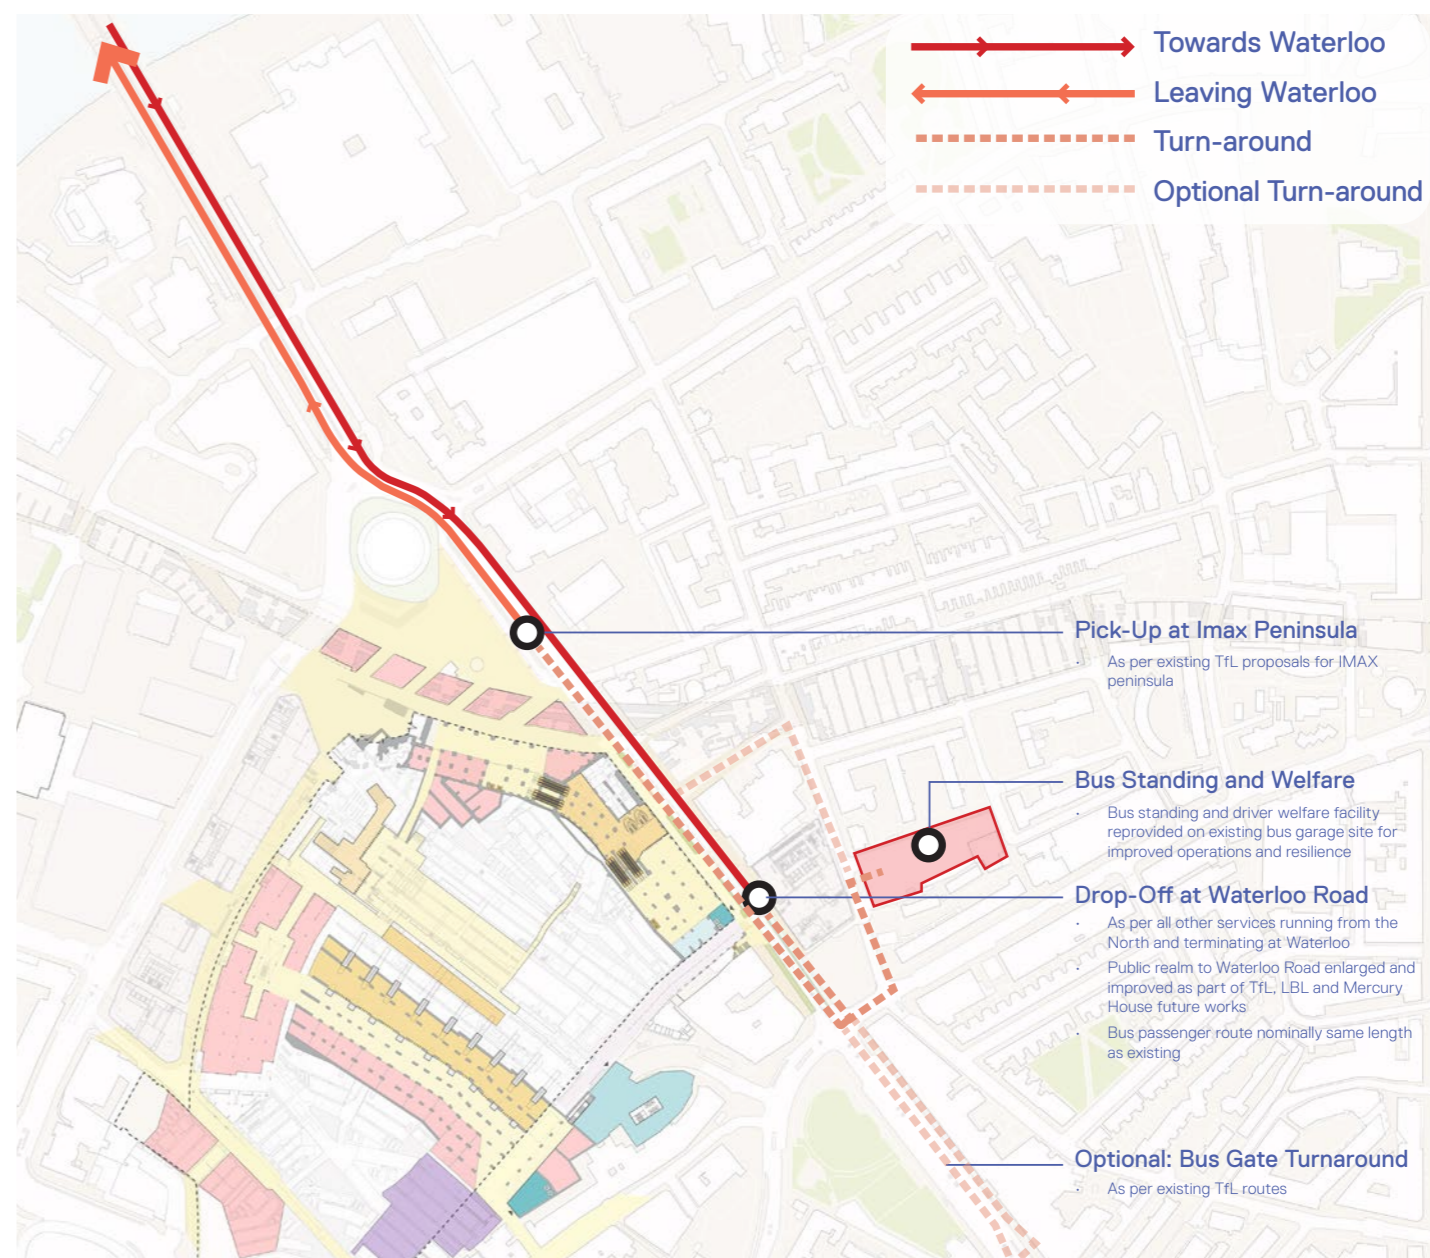 Towards Waterloo
Leaving Waterloo
Turn-around
Optional Turn-around
Pick-Up at Imax Peninsula
· As per existing TfL proposals for IMAX
peninsula
Bus Standing and Welfare
· Bus standing and driver welfare facility
reprovided on existing bus garage site for
improved operations and resilience
Drop-Off at Waterloo Road
· As per all other services running from the
North and terminating at Waterloo
· Public realm to Waterloo Road enlarged and
improved as part of TfL, LBL and Mercury
House future works
· Bus passenger route nominally same length
as existing
Optional: Bus Gate Turnaround
· As per existing TfL routes